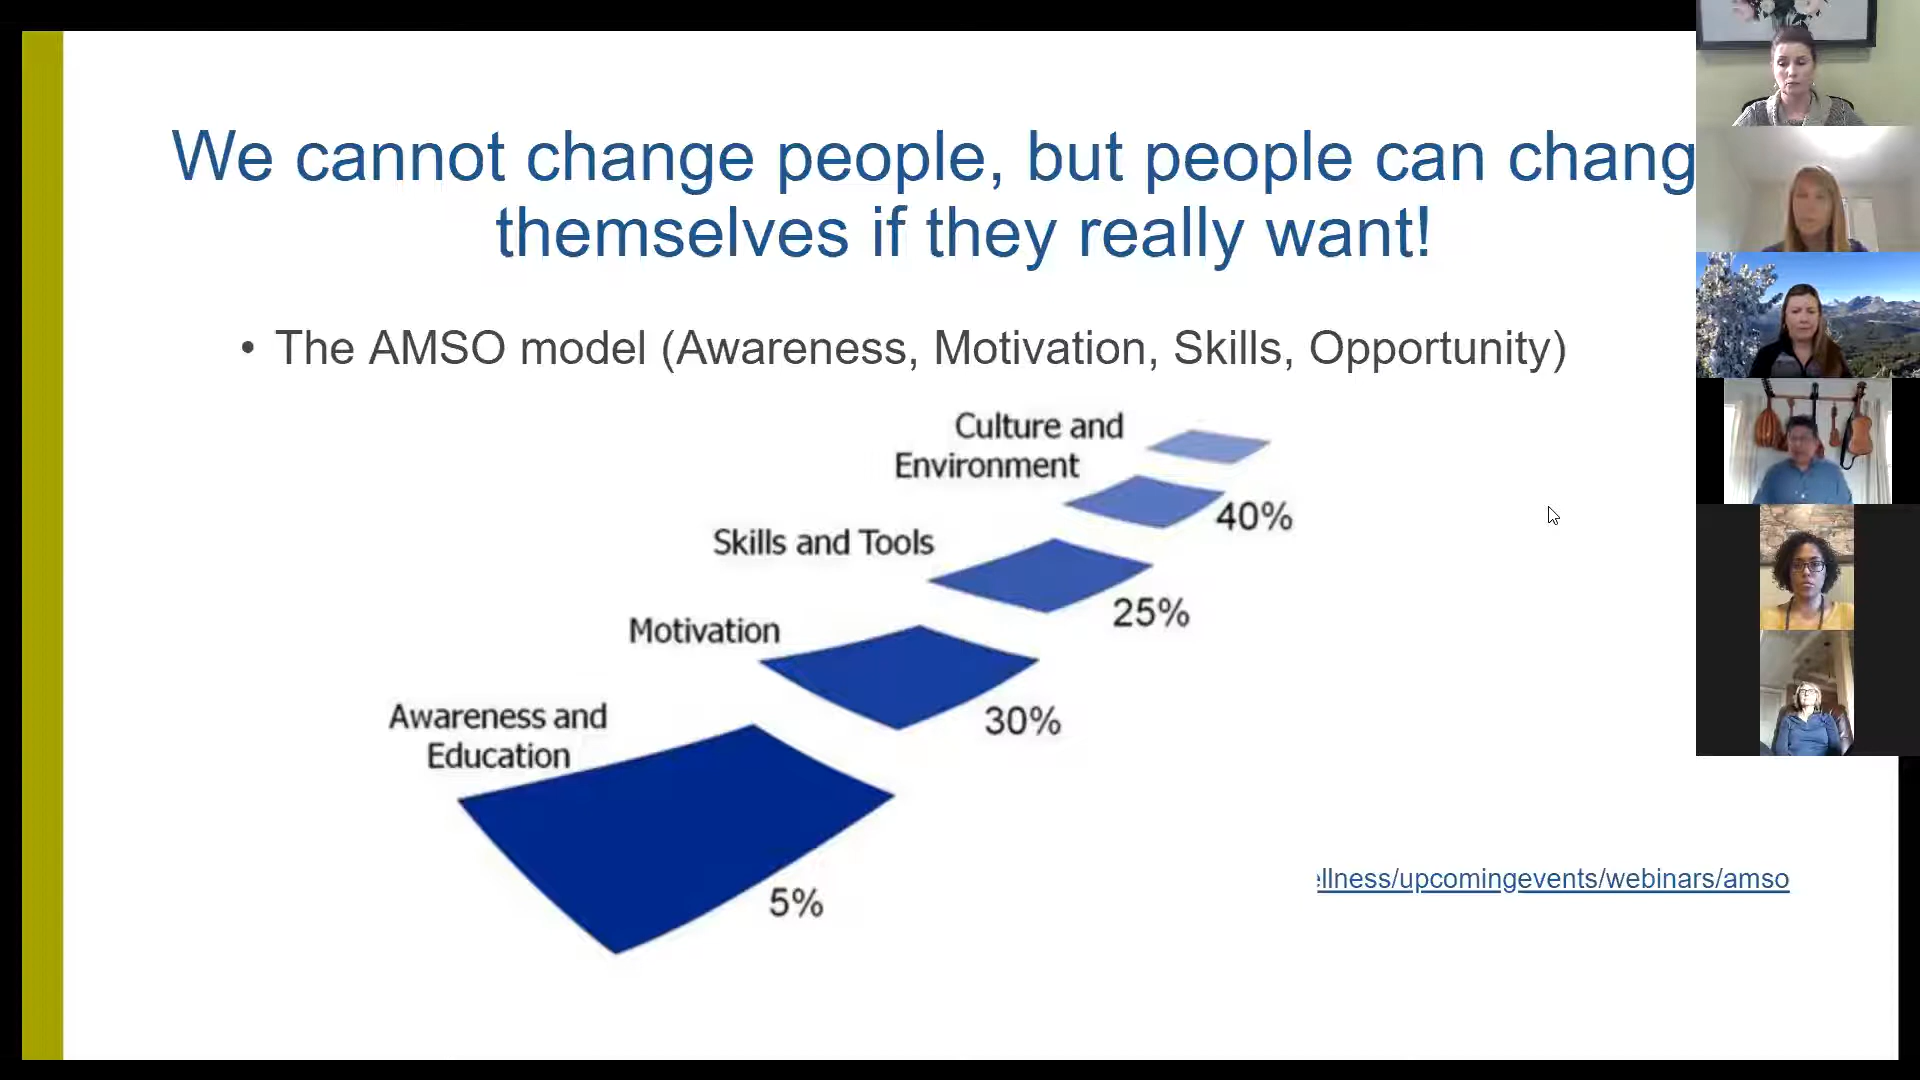 We cannot change people, but people can chang
themselves if they really want!
• The AMSO model (Awareness, Motivation, Skills, Opportunity)
Culture and
Environment
40%
Skills and Tools
25%
Motivation
30%
Awareness and
Education
5%
ellness/upcomingevents/webinars/amso